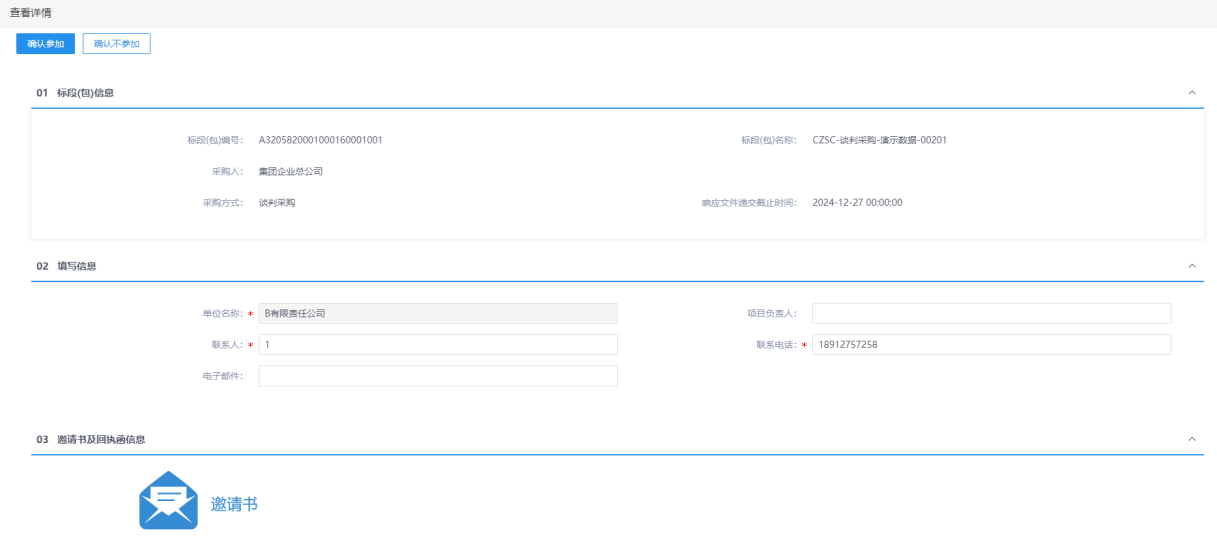 查看详情
确认参加 确认不参加
01 标段(包)信息
标段(包)编号： A3205820001000160001001 标段(包)名称： CZSC-谈判采购-演示数据-00201
采购人： 集团企业总公司
采购方式： 谈判采购 响应文件递交截止时间： 2024-12-27 00:00:00
02 填写信息
单位名称：* B有限责任公司 项目负责人：
联系人：* 1 联系电话：* 18912757258
电子邮件：
03 邀请书及回执函信息
邀请书